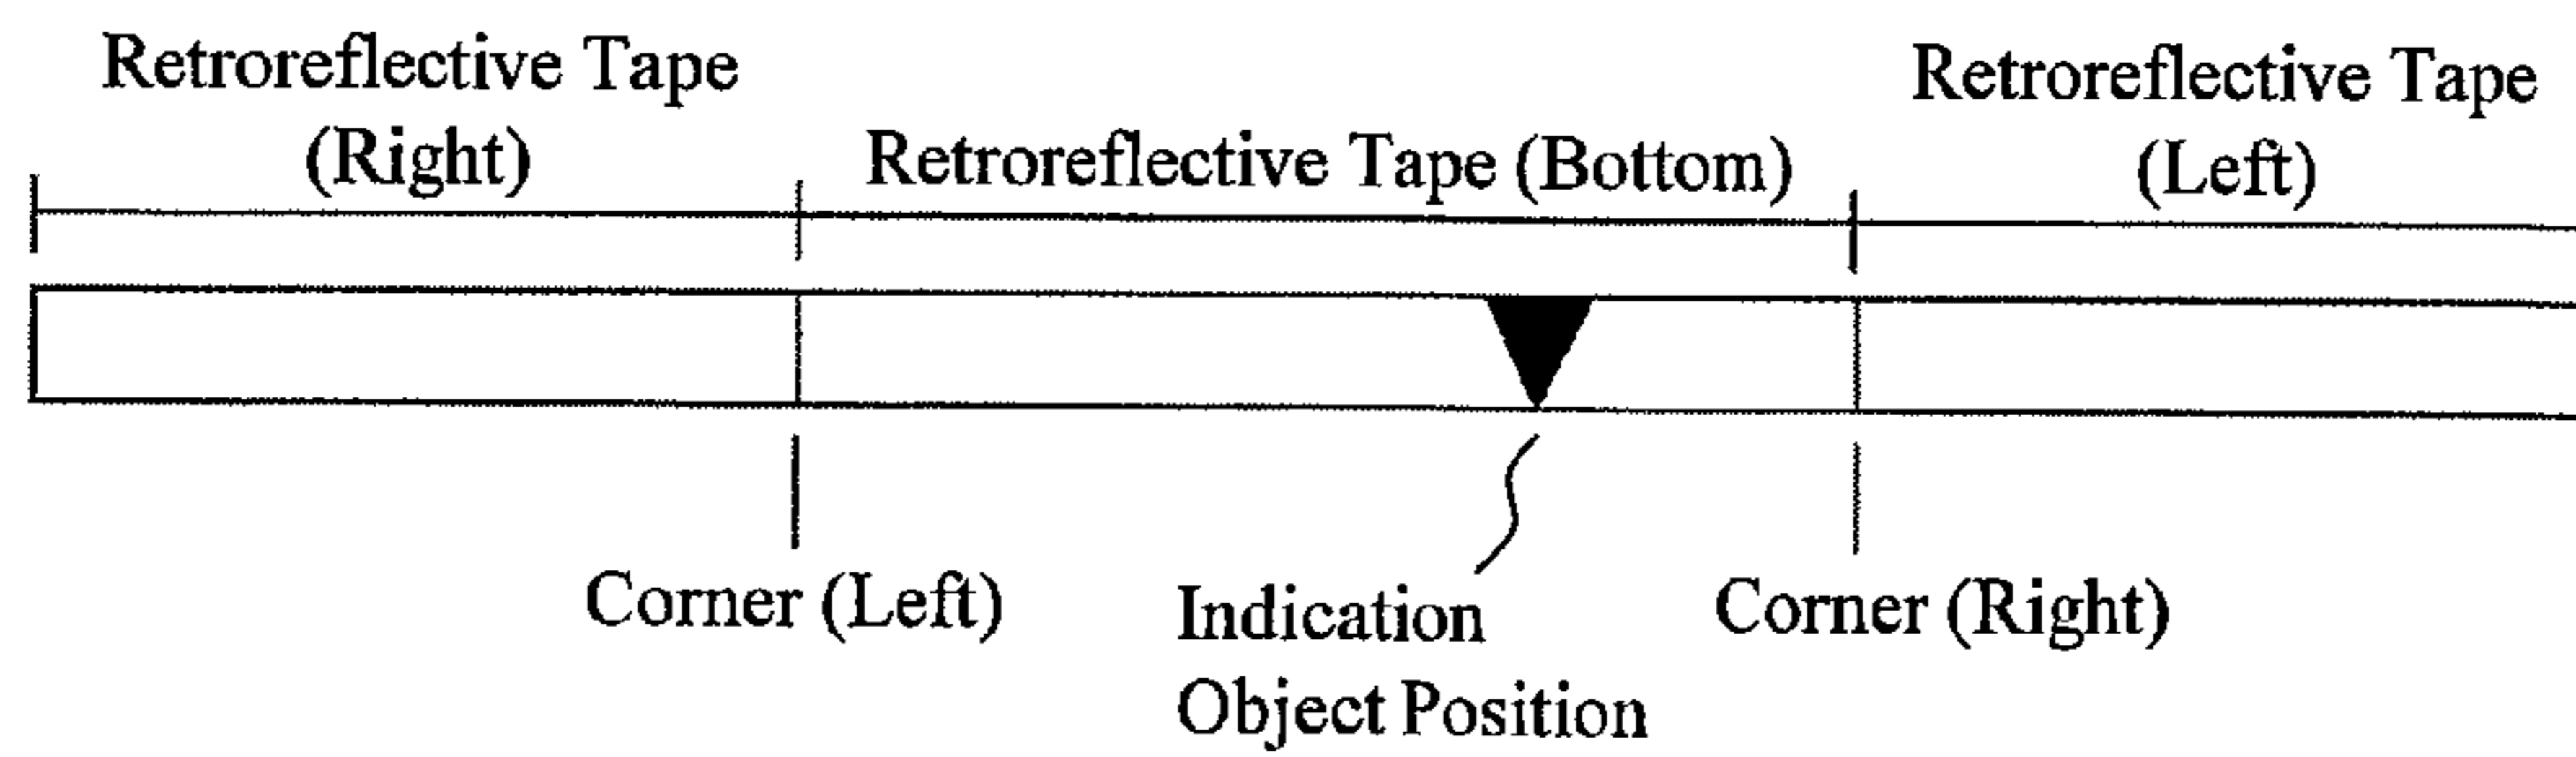 Retroreflective Tape
(Right)
Retroreflective Tape (Bottom)
Retroreflective Tape
(Left)
Corner (Left)
Indication
Object Position
Corner (Right)